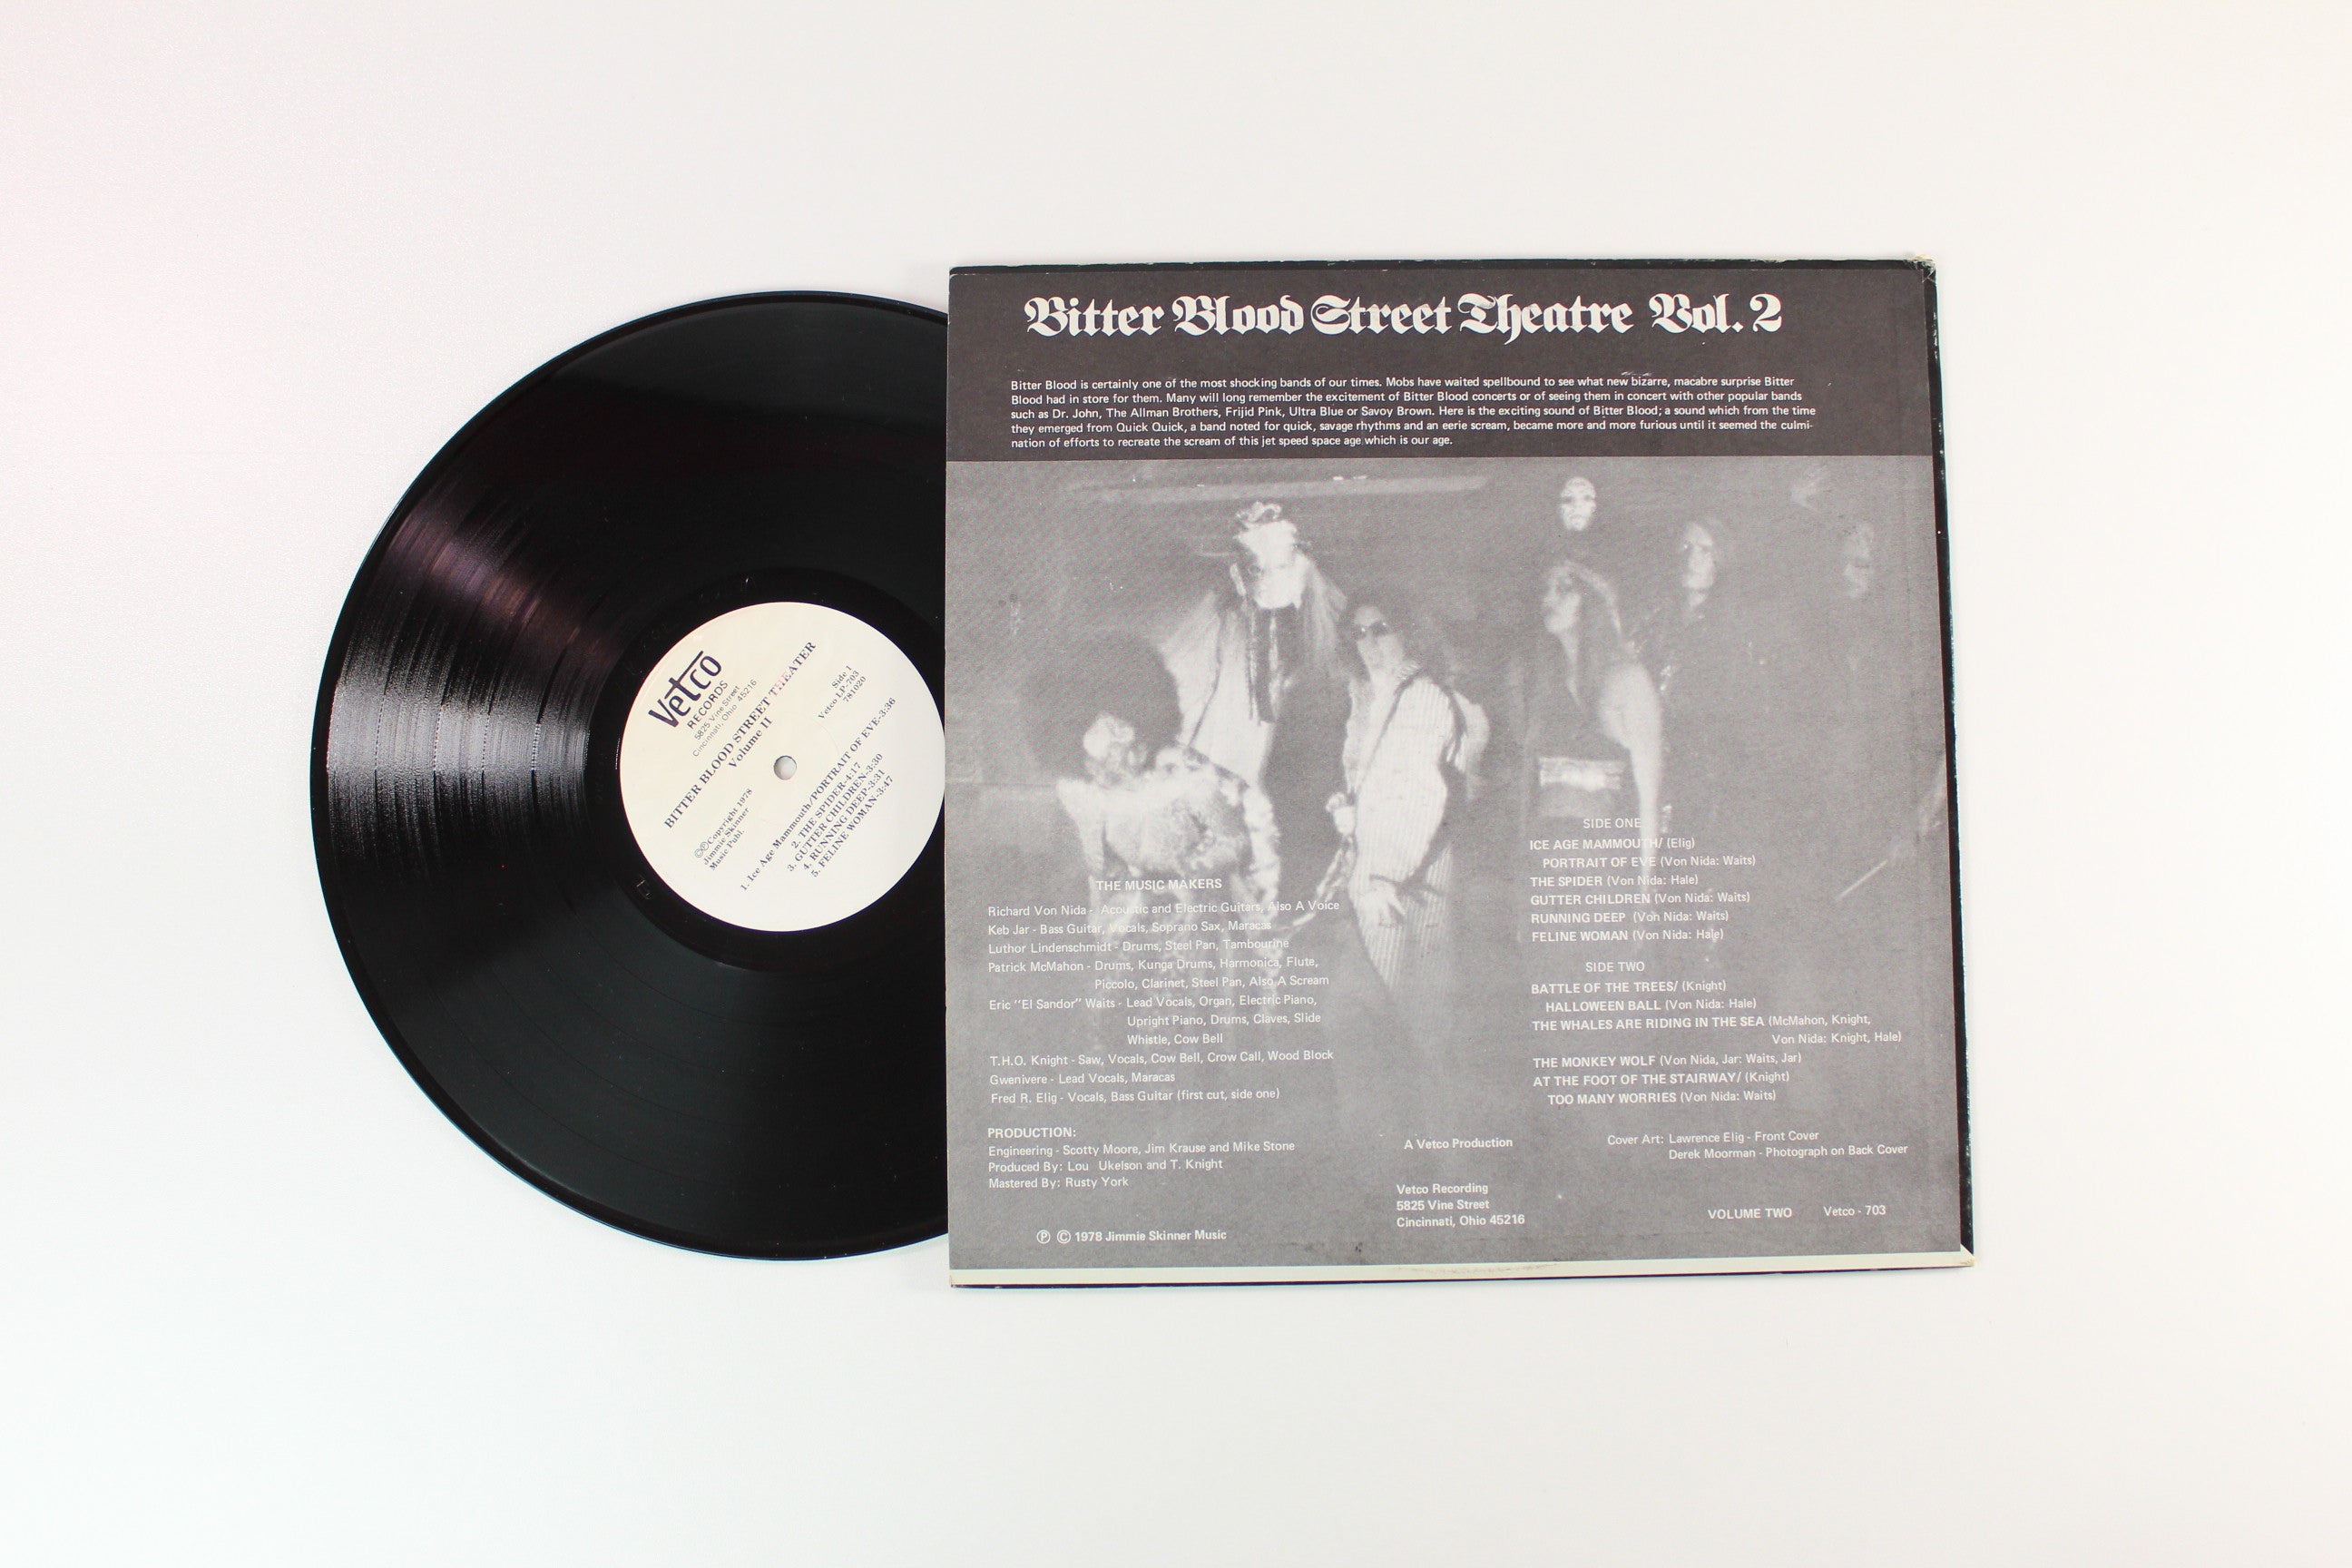 Vetco
RECORDS
5825 Vine Street
Cincinnati, Ohio 45216
BITTER BLOOD STREET THEATER
Volume II
Side 1
Vetco LP-703
781020
©℗Copyright 1978
Jimmie Skinner
Music Publ.
1. Ice Age Mammouth/PORTRAIT OF EVE-3:36
2. THE SPIDER-4:17
3. GUTTER CHILDREN-3:30
4. RUNNING DEEP-3:31
5. FELINE WOMAN-3:47
Bitter Blood Street Theatre Vol. 2
Bitter Blood is certainly one of the most shocking bands of our times. Mobs have waited spellbound to see what new bizarre, macabre surprise Bitter
Blood had in store for them. Many will long remember the excitement of Bitter Blood concerts or of seeing them in concert with other popular bands
such as Dr. John, The Allman Brothers, Frijid Pink, Ultra Blue or Savoy Brown. Here is the exciting sound of Bitter Blood; a sound which from the time
they emerged from Quick Quick, a band noted for quick, savage rhythms and an eerie scream, became more and more furious until it seemed the culmi-
nation of efforts to recreate the scream of this jet speed space age which is our age.
THE MUSIC MAKERS
Richard Von Nida - Acoustic and Electric Guitars, Also A Voice
Keb Jar - Bass Guitar, Vocals, Soprano Sax, Maracas
Luthor Lindenschmidt - Drums, Steel Pan, Tambourine
Patrick McMahon - Drums, Kunga Drums, Harmonica, Flute,
Piccolo, Clarinet, Steel Pan, Also A Scream
Eric "El Sandor" Waits - Lead Vocals, Organ, Electric Piano,
Upright Piano, Drums, Claves, Slide
Whistle, Cow Bell
T.H.O. Knight - Saw, Vocals, Cow Bell, Crow Call, Wood Block
Gwenivere - Lead Vocals, Maracas
Fred R. Elig - Vocals, Bass Guitar (first cut, side one)
PRODUCTION:
Engineering - Scotty Moore, Jim Krause and Mike Stone
Produced By: Lou Ukelson and T. Knight
Mastered By: Rusty York
℗ © 1978 Jimmie Skinner Music
A Vetco Production
Vetco Recording
5825 Vine Street
Cincinnati, Ohio 45216
SIDE ONE
ICE AGE MAMMOUTH/ (Elig)
PORTRAIT OF EVE (Von Nida: Waits)
THE SPIDER (Von Nida: Hale)
GUTTER CHILDREN (Von Nida: Waits)
RUNNING DEEP (Von Nida: Waits)
FELINE WOMAN (Von Nida: Hale)
SIDE TWO
BATTLE OF THE TREES/ (Knight)
HALLOWEEN BALL (Von Nida: Hale)
THE WHALES ARE RIDING IN THE SEA (McMahon, Knight,
Von Nida: Knight, Hale)
THE MONKEY WOLF (Von Nida, Jar: Waits, Jar)
AT THE FOOT OF THE STAIRWAY/ (Knight)
TOO MANY WORRIES (Von Nida: Waits)
Cover Art: Lawrence Elig - Front Cover
Derek Moorman - Photograph on Back Cover
VOLUME TWO Vetco - 703